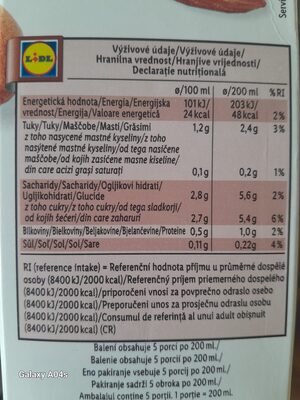 LIDL
Výživové údaje/Výživové údaje/
Hranilna vrednost/Hranjive vrijednosti/
Declarație nutrițională
ø/100 ml ø/200 ml %RI
Energetická hodnota/Energia/Energijska 101 kJ/ 203 kJ
vrednost/Energija/Valoare energetică 24 kcal 48 kcal 2%
Tuky/Tuky/Maščobe/Masti/Grăsimi 1,2g 2,4g 3%
z toho nasýtené mastné kyseliny/z toho
nasýtené mastné kyseliny/od tega nasičene
maščobe/od kojih zasićene masne kiseline/
din care acizi grași saturați 0,1g 0,2g 1%
Sacharidy/Sacharidy/Ogljikovi hidrati/
Ugljikohidrati/Glucide 2,8g 5,6g 2%
z toho cukry/z toho cukry/od tega sladkorji/
od kojih šećeri/din care zaharuri 2,7g 5,4g 6%
Bílkoviny/Bielkoviny/Beljakovine/Bjelančevine/Proteine 0,5g 1,0g 2%
Sůl/Soľ/Sol/Sol/Sare 0,11g 0,22g 4%
RI (reference intake) = Referenční hodnota příjmu u průměrné dospělé
osoby (8400 kJ/2000 kcal)/Referenčný príjem priemerného dospelého
(8400 kJ/2000 kcal)/priporočeni vnosi za povprečno odraslo osebo
(8400 kJ/2000 kcal)/Preporučeni unos za prosječnu odraslu osobu
(8400 kJ/2000 kcal)/Consumul de referință al unui adult obișnuit
(8400 kJ/2000 kcal) (CR)
Balení obsahuje 5 porcí po 200 ml.
Balenie obsahuje 5 porcií po 200 ml.
Eno pakiranje vsebuje 5 porcij po 200 ml.
Pakiranje sadrži 5 obroka po 200 ml.
Ambalajul conține 5 porții. 1 porție = 200 ml.
Galaxy A04s